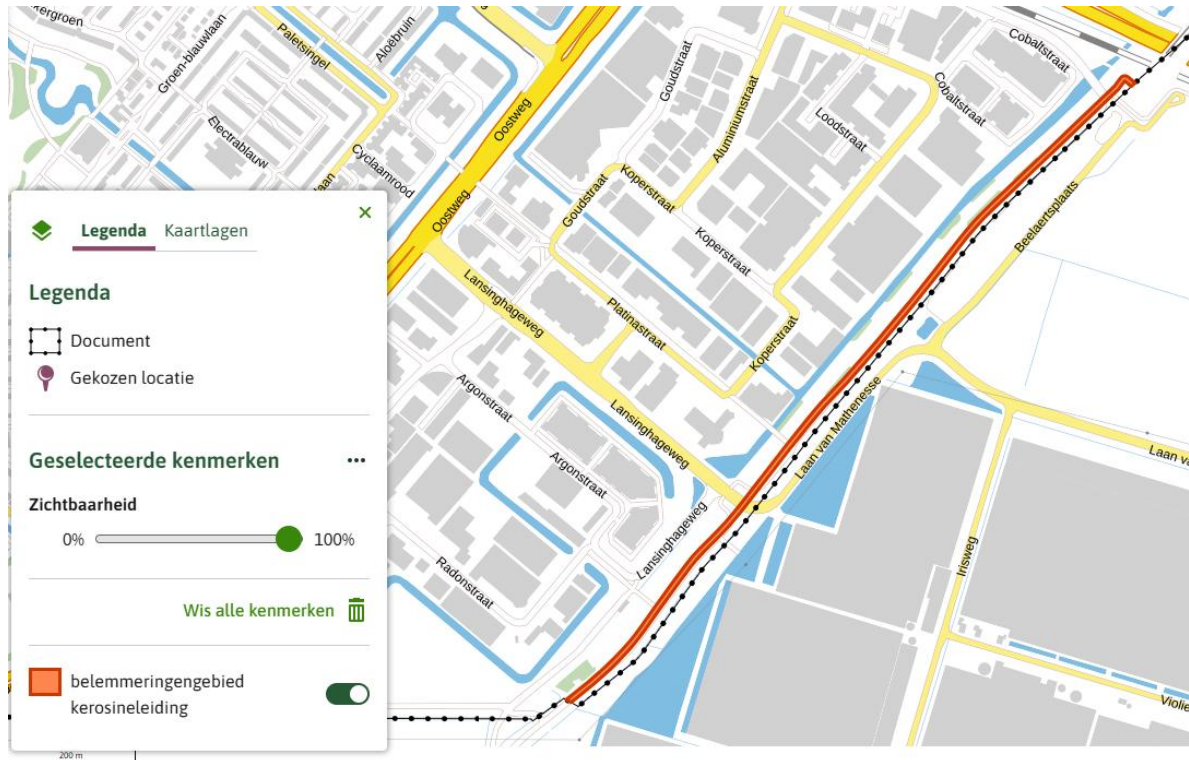 Groen-blauwlaan
Paletsingel
Aloëbruin
Electrablauw
Cyclaamrood
Oostweg
Oostweg
Goudstraat
Goudstraat
Aluminiumstraat
Loodstraat
Cobaltstraat
Cobaltstraat
Koperstraat
Koperstraat
Koperstraat
Platinastraat
Beelaertsplaats
Lansinghageweg
Lansinghageweg
Lansinghageweg
Laan van Mathenesse
Argonstraat
Argonstraat
Radonstraat
Irisweg
Laan v
Violie
Legenda Kaartlagen
Legenda
Document
Gekozen locatie
Geselecteerde kenmerken
Zichtbaarheid
0% 100%
Wis alle kenmerken
belemmeringengebied
kerosineleiding
200 m